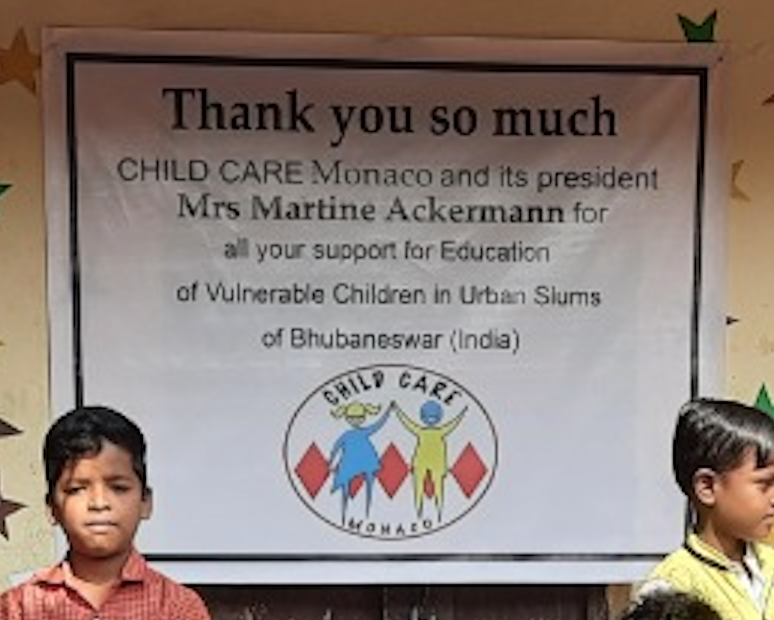 Thank you so much
CHILD CARE Monaco and its president
Mrs Martine Ackermann for
all your support for Education
of Vulnerable Children in Urban Slums
of Bhubaneswar (India)
CHILD CARE
MONACO